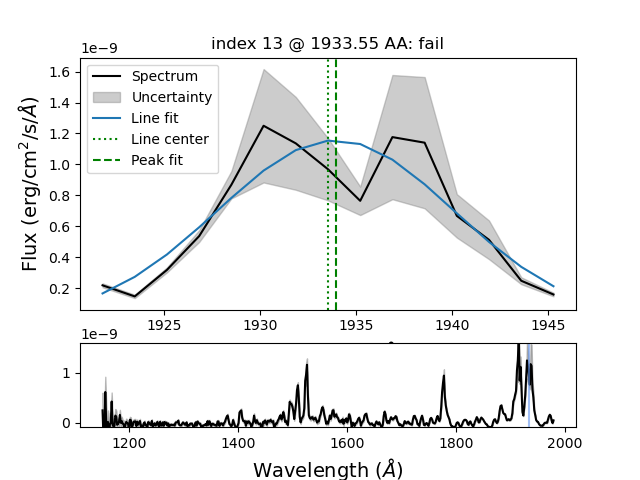 index 13 @ 1933.55 AA: fail
1e−9
Spectrum
Uncertainty
Line fit
Line center
Peak fit
1.6
1.4
1.2
1.0
0.8
0.6
0.4
0.2
Flux (erg/cm²/s/Å)
1925 1930 1935 1940 1945
1e−9
1
0
1200 1400 1600 1800 2000
Wavelength (Å)